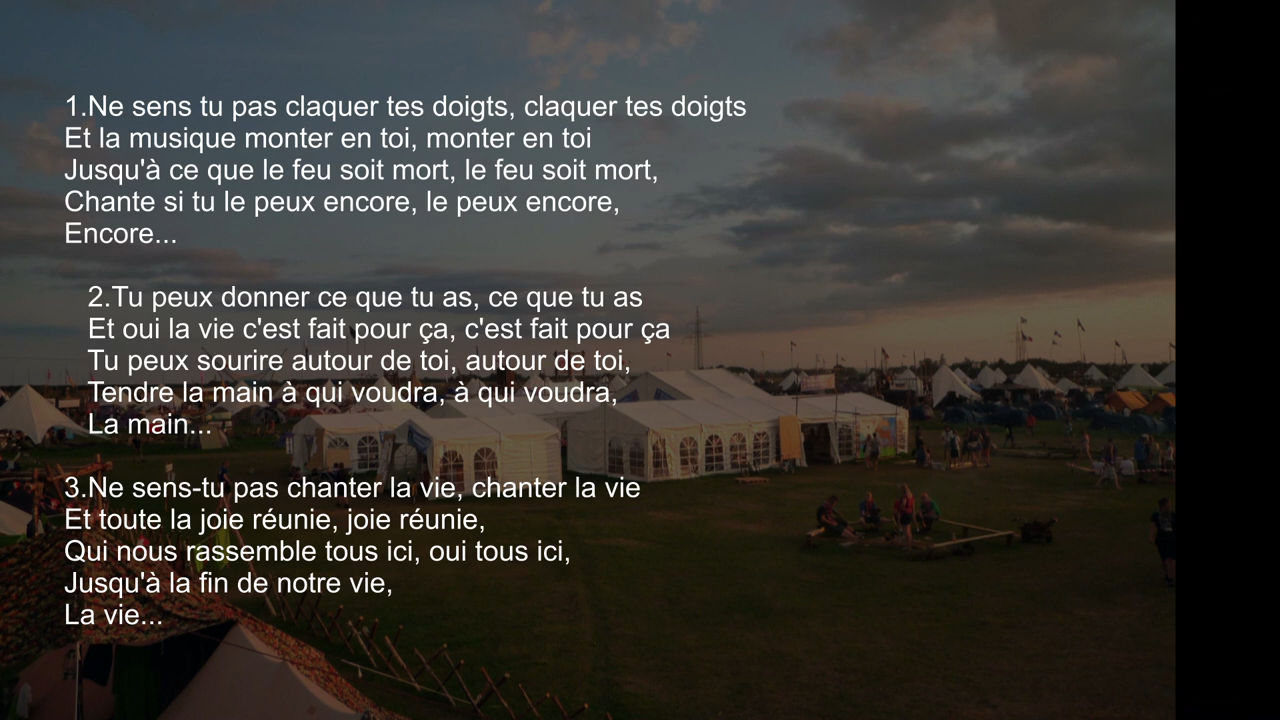 1.Ne sens tu pas claquer tes doigts, claquer tes doigts
Et la musique monter en toi, monter en toi
Jusqu'à ce que le feu soit mort, le feu soit mort,
Chante si tu le peux encore, le peux encore,
Encore...
2.Tu peux donner ce que tu as, ce que tu as
Et oui la vie c'est fait pour ça, c'est fait pour ça
Tu peux sourire autour de toi, autour de toi,
Tendre la main à qui voudra, à qui voudra,
La main...
3.Ne sens-tu pas chanter la vie, chanter la vie
Et toute la joie réunie, joie réunie,
Qui nous rassemble tous ici, oui tous ici,
Jusqu'à la fin de notre vie,
La vie...